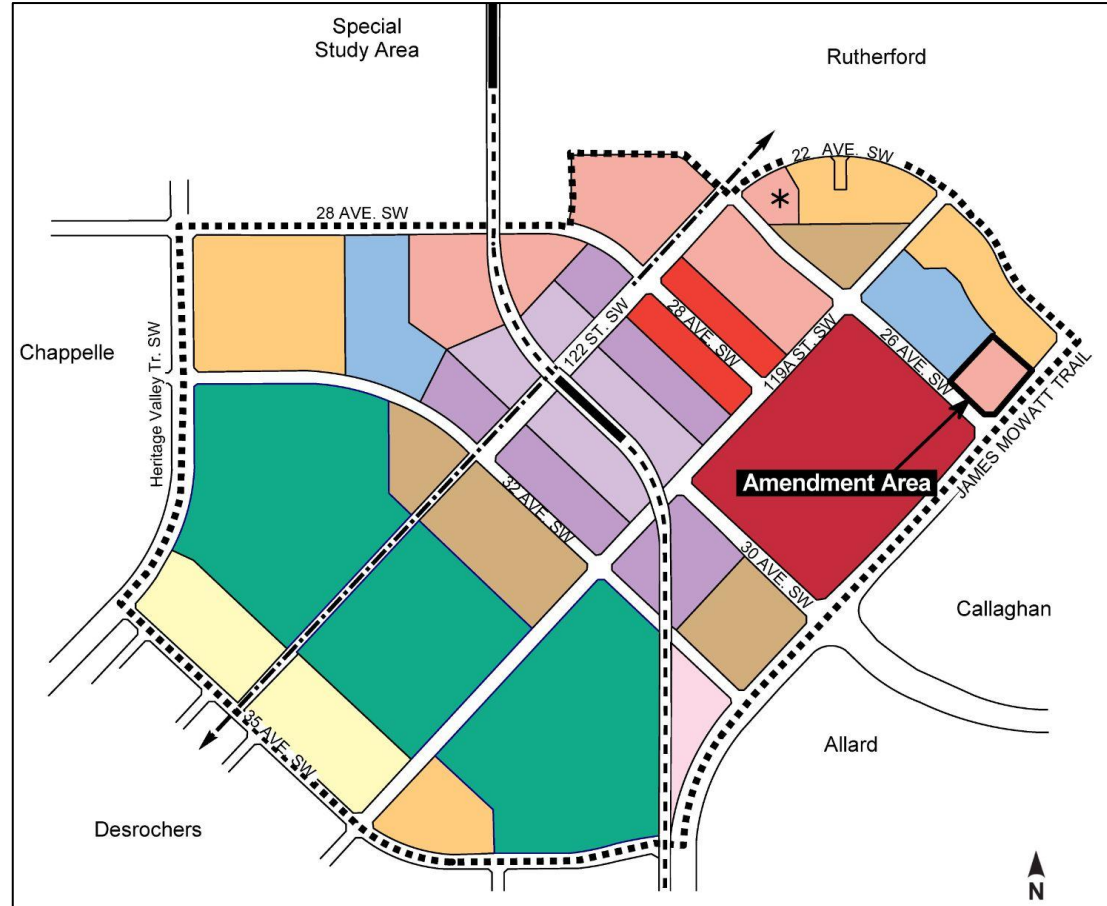 Special
Study Area
Rutherford
22 AVE. SW
*
28 AVE. SW
Chappelle
Heritage Valley Tr. SW
122 ST. SW
28 AVE. SW
119A ST. SW
26 AVE. SW
JAMES MOWATT TRAIL
Amendment Area
32 AVE. SW
30 AVE. SW
Callaghan
35 AVE. SW
Allard
Desrochers
N